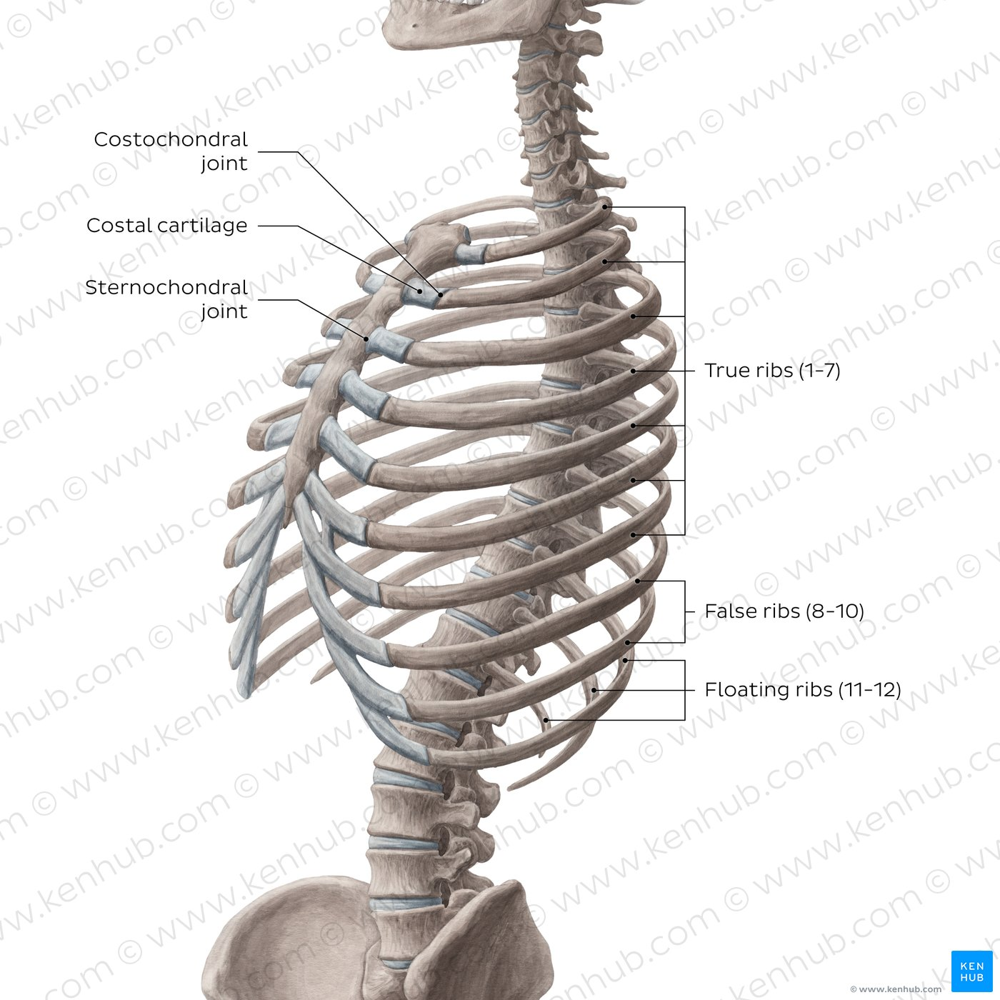 Costochondral
joint
Costal cartilage
Sternochondral
joint
True ribs (1-7)
False ribs (8-10)
Floating ribs (11-12)
KEN
HUB
© www.kenhub.com